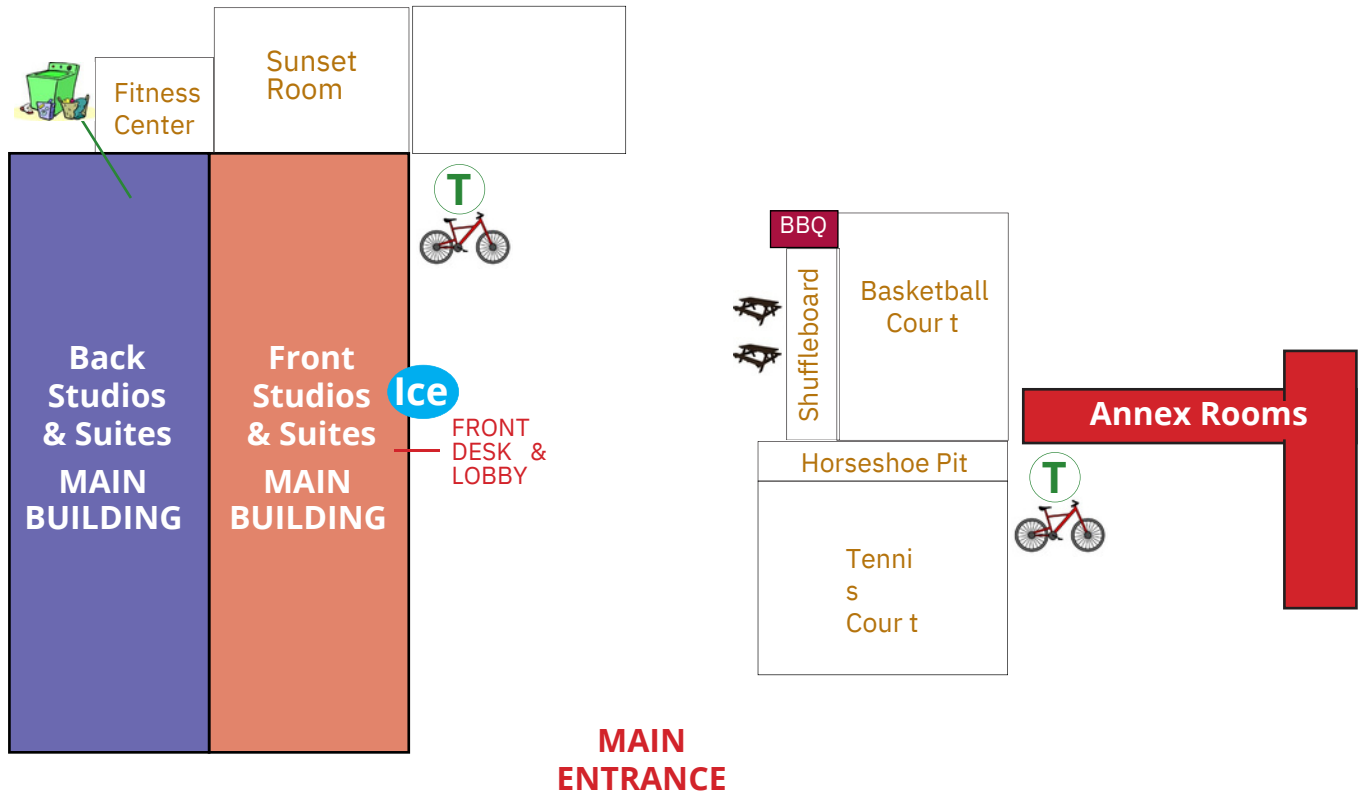 Sunset
Room
Fitness
Center
T
BBQ
Shuffleboard
Basketball
Cour t
Back
Studios
& Suites
MAIN
BUILDING
Front
Studios
& Suites
MAIN
BUILDING
Ice
FRONT
DESK &
LOBBY
Annex Rooms
Horseshoe Pit
T
Tenni
s
Cour t
MAIN
ENTRANCE